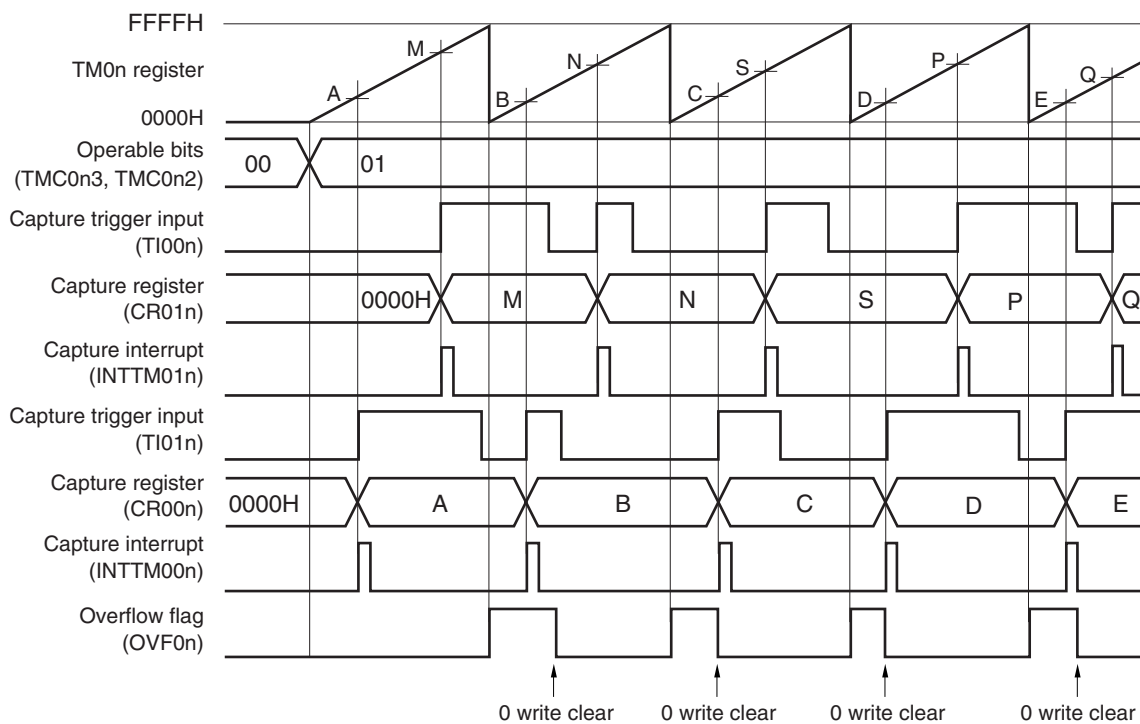 FFFFH
TM0n register
0000H
A
M
B
N
C
S
D
P
E
Q
Operable bits
(TMC0n3, TMC0n2)
00
01
Capture trigger input
(TI00n)
Capture register
(CR01n)
0000H
M
N
S
P
Q
Capture interrupt
(INTTM01n)
Capture trigger input
(TI01n)
Capture register
(CR00n)
0000H
A
B
C
D
E
Capture interrupt
(INTTM00n)
Overflow flag
(OVF0n)
0 write clear
0 write clear
0 write clear
0 write clear